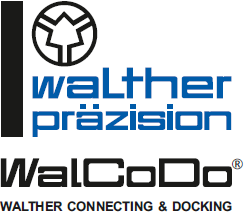 walther
präzision
WalCoDo®
WALTHER CONNECTING & DOCKING